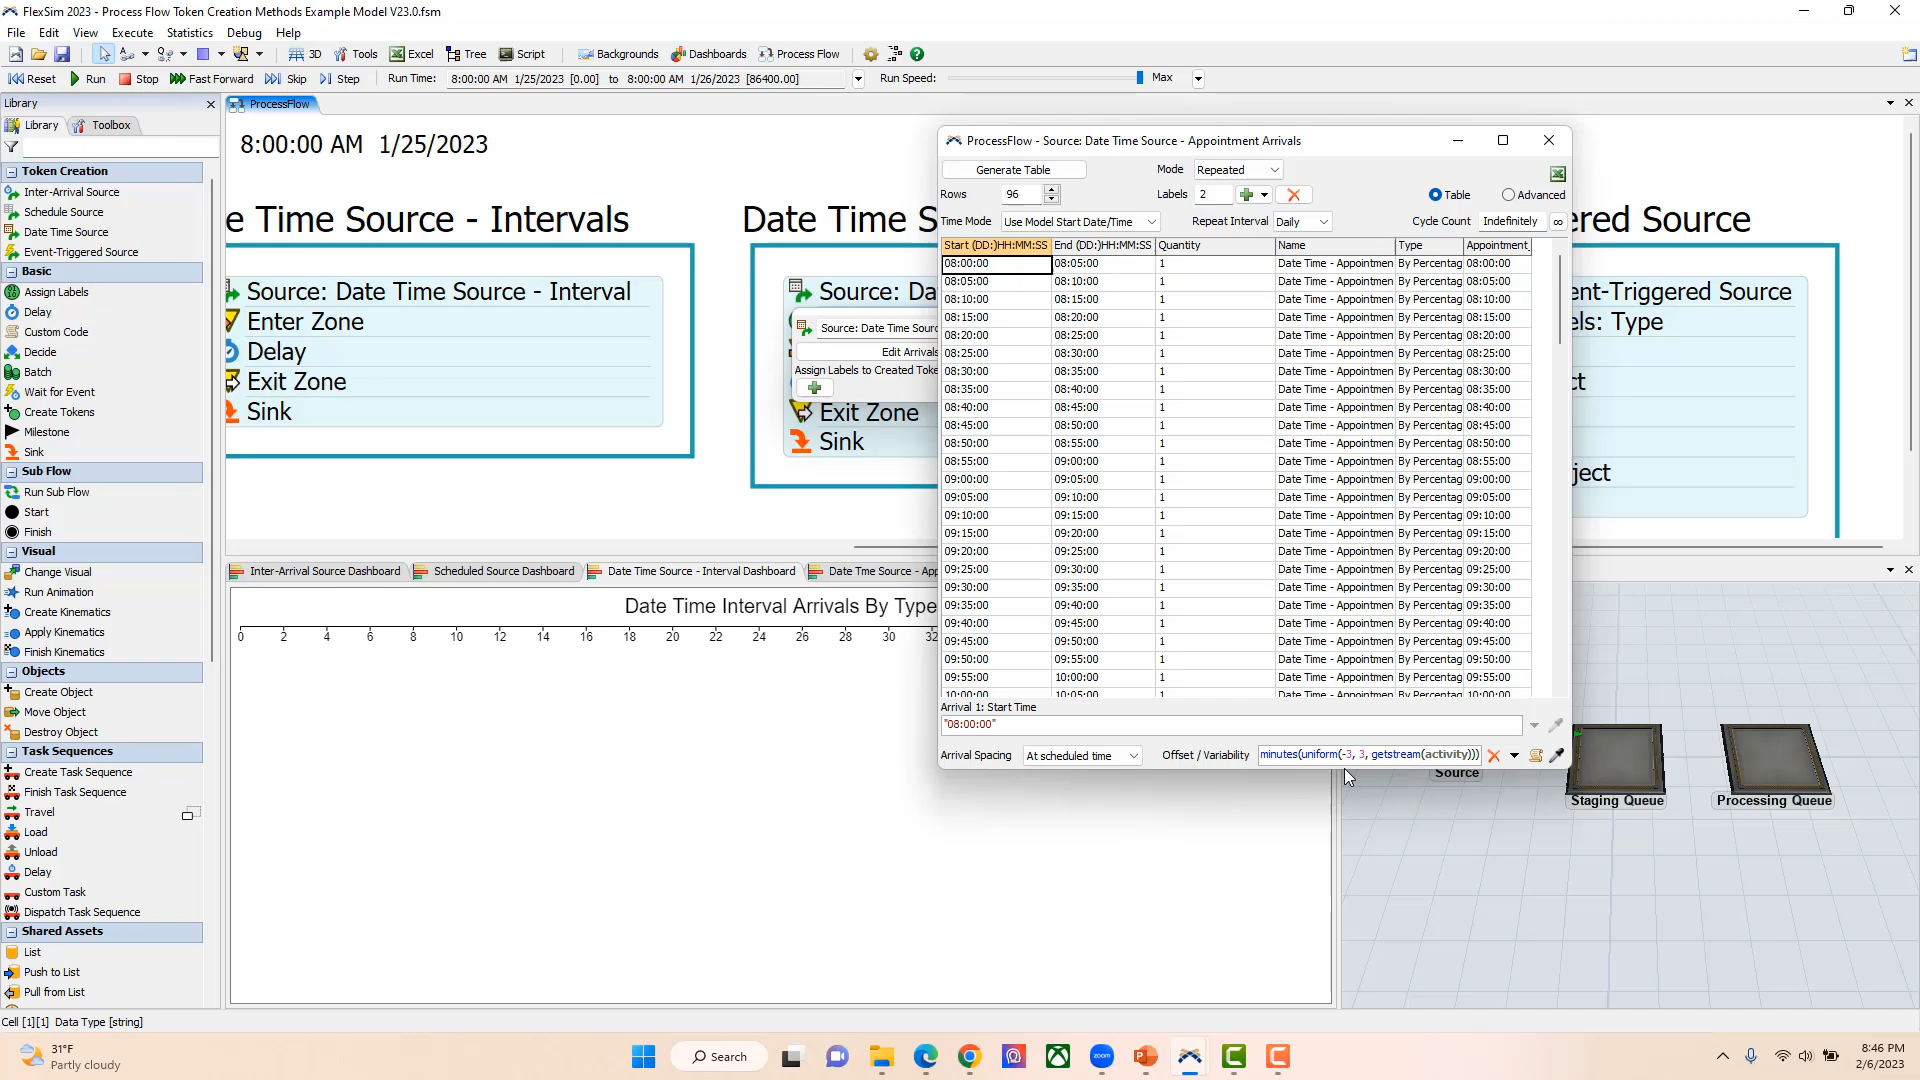 FlexSim 2023 - Process Flow Token Creation Methods Example Model V23.0.fsm
File Edit View Execute Statistics Debug Help
3D Tools Excel Tree Script Backgrounds Dashboards Process Flow
Reset Run Stop Fast Forward Skip Step Run Time: 8:00:00 AM 1/25/2023 [0.00] to 8:00:00 AM 1/26/2023 [86400.00] Run Speed: Max
Library
Library Toolbox
Token Creation
Inter-Arrival Source
Schedule Source
Date Time Source
Event-Triggered Source
Basic
Assign Labels
Delay
Custom Code
Decide
Batch
Wait for Event
Create Tokens
Milestone
Sink
Sub Flow
Run Sub Flow
Start
Finish
Visual
Change Visual
Run Animation
Create Kinematics
Apply Kinematics
Finish Kinematics
Objects
Create Object
Move Object
Destroy Object
Task Sequences
Create Task Sequence
Finish Task Sequence
Travel
Load
Unload
Delay
Custom Task
Dispatch Task Sequence
Shared Assets
List
Push to List
Pull from List
ProcessFlow
8:00:00 AM 1/25/2023
e Time Source - Intervals
Source: Date Time Source - Interval
Enter Zone
Delay
Exit Zone
Sink
Date Time S
Source: Da
Source: Date Time Sourc
Edit Arrivals
Assign Labels to Created Toke
Exit Zone
Sink
ered Source
ent-Triggered Source
els: Type
ct
ject
ProcessFlow - Source: Date Time Source - Appointment Arrivals
Generate Table Mode Repeated
Rows 96 Labels 2 Table Advanced
Time Mode Use Model Start Date/Time Repeat Interval Daily Cycle Count Indefinitely ∞
Start (DD:)HH:MM:SS End (DD:)HH:MM:SS Quantity Name Type Appointment_
08:00:00 08:05:00 1 Date Time - Appointmen By Percentag 08:00:00
08:05:00 08:10:00 1 Date Time - Appointmen By Percentag 08:05:00
08:10:00 08:15:00 1 Date Time - Appointmen By Percentag 08:10:00
08:15:00 08:20:00 1 Date Time - Appointmen By Percentag 08:15:00
08:20:00 08:25:00 1 Date Time - Appointmen By Percentag 08:20:00
08:25:00 08:30:00 1 Date Time - Appointmen By Percentag 08:25:00
08:30:00 08:35:00 1 Date Time - Appointmen By Percentag 08:30:00
08:35:00 08:40:00 1 Date Time - Appointmen By Percentag 08:35:00
08:40:00 08:45:00 1 Date Time - Appointmen By Percentag 08:40:00
08:45:00 08:50:00 1 Date Time - Appointmen By Percentag 08:45:00
08:50:00 08:55:00 1 Date Time - Appointmen By Percentag 08:50:00
08:55:00 09:00:00 1 Date Time - Appointmen By Percentag 08:55:00
09:00:00 09:05:00 1 Date Time - Appointmen By Percentag 09:00:00
09:05:00 09:10:00 1 Date Time - Appointmen By Percentag 09:05:00
09:10:00 09:15:00 1 Date Time - Appointmen By Percentag 09:10:00
09:15:00 09:20:00 1 Date Time - Appointmen By Percentag 09:15:00
09:20:00 09:25:00 1 Date Time - Appointmen By Percentag 09:20:00
09:25:00 09:30:00 1 Date Time - Appointmen By Percentag 09:25:00
09:30:00 09:35:00 1 Date Time - Appointmen By Percentag 09:30:00
09:35:00 09:40:00 1 Date Time - Appointmen By Percentag 09:35:00
09:40:00 09:45:00 1 Date Time - Appointmen By Percentag 09:40:00
09:45:00 09:50:00 1 Date Time - Appointmen By Percentag 09:45:00
09:50:00 09:55:00 1 Date Time - Appointmen By Percentag 09:50:00
09:55:00 10:00:00 1 Date Time - Appointmen By Percentag 09:55:00
10:00:00 10:05:00 1 Date Time - Appointmen By Percentag 10:00:00
Arrival 1: Start Time
"08:00:00"
Arrival Spacing At scheduled time Offset / Variability minutes(uniform(-3, 3, getstream(activity)))
Inter-Arrival Source Dashboard Scheduled Source Dashboard Date Time Source - Interval Dashboard Date Tme Source - App
Date Time Interval Arrivals By Type
0 2 4 6 8 10 12 14 16 18 20 22 24 26 28 30 32
Source
Staging Queue Processing Queue
Cell [1][1] Data Type [string]
31°F
Partly cloudy
Search
zoom
8:46 PM
2/6/2023